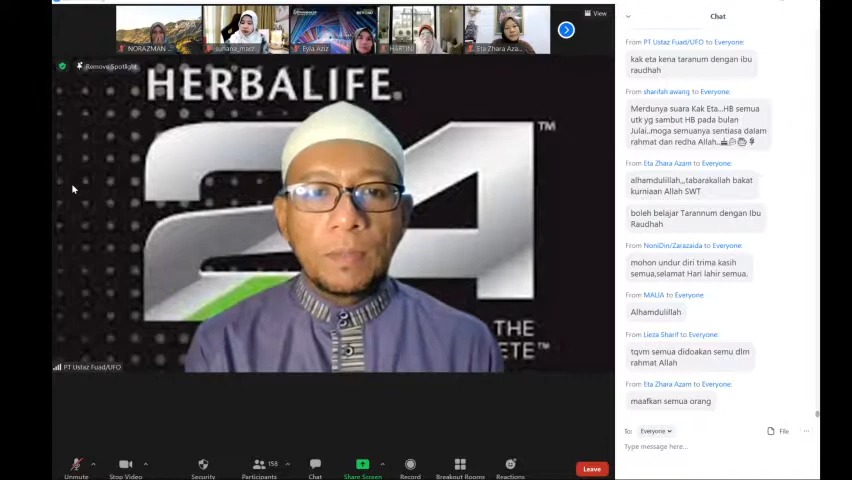 View
NORAZMAN
suhana_marz
Eyla Aziz
HARTINI
Eta Zhara Aza...
Remove Spotlight
HERBALIFE
24
TM
THE
ETE™
PT Ustaz Fuad/UFO
Unmute
Stop Video
Security
158
Participants
Chat
Share Screen
Record
Breakout Rooms
Reactions
Leave
Chat
From PT Ustaz Fuad/UFO to Everyone:
kak eta kena taranum dengan ibu
raudhah
From sharifah awang to Everyone:
Merdunya suara Kak Eta...HB semua
utk yg sambut HB pada bulan
Julai..moga semuanya sentiasa dalam
rahmat dan redha Allah..
From Eta Zhara Azam to Everyone:
alhamdulillah,,,tabarakallah bakat
kurniaan Allah SWT
boleh belajar Tarannum dengan Ibu
Raudhah
From NoniDin/Zarazaida to Everyone:
mohon undur diri trima kasih
semua,selamat Hari lahir semua.
From MALIA to Everyone:
Alhamdulillah
From Lieza Sharif to Everyone:
tqvm semua didoakan semu dlm
rahmat Allah
From Eta Zhara Azam to Everyone:
maafkan semua orang
To: Everyone
File
Type message here...